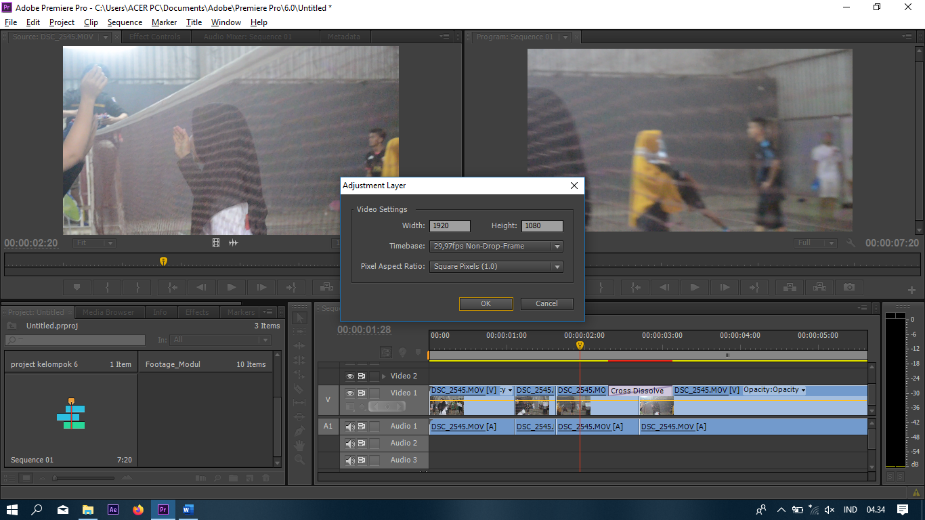 Adobe Premiere Pro - C:\Users\ACER PC\Documents\Adobe\Premiere Pro\6.0\Untitled *
File Edit Project Clip Sequence Marker Title Window Help
Source: DSC_2545.MOV Effect Controls Audio Mixer: Sequence 01 Metadata
Program: Sequence 01
Adjustment Layer
Video Settings
Width: 1920 Height: 1080
Timebase: 29,97fps Non-Drop-Frame
Pixel Aspect Ratio: Square Pixels (1.0)
OK Cancel
00:00:02:20 Fit
Full 00:00:07:20
Project: Untitled Media Browser Info Effects Markers
Untitled.prproj 3 Items
In: All
project kelompok 6 1 Item Footage_Modul 10 Items
Sequence 01 7:20
00:00:01:28
00:00 00:00:01:00 00:00:02:00 00:00:03:00 00:00:04:00 00:00:05:00
Video 2
V Video 1
DSC_2545.MOV [V] DSC_2545. DSC_2545.MOV Cross Dissolve DSC_2545.MOV [V] Opacity:Opacity
A1 Audio 1 DSC_2545.MOV [A] DSC_2545. DSC_2545.MOV [A] DSC_2545.MOV [A]
Audio 2
Audio 3
0
-6
-12
-18
-24
-30
-36
-42
-48
-54
dB
Ae Pr W IND 04.34